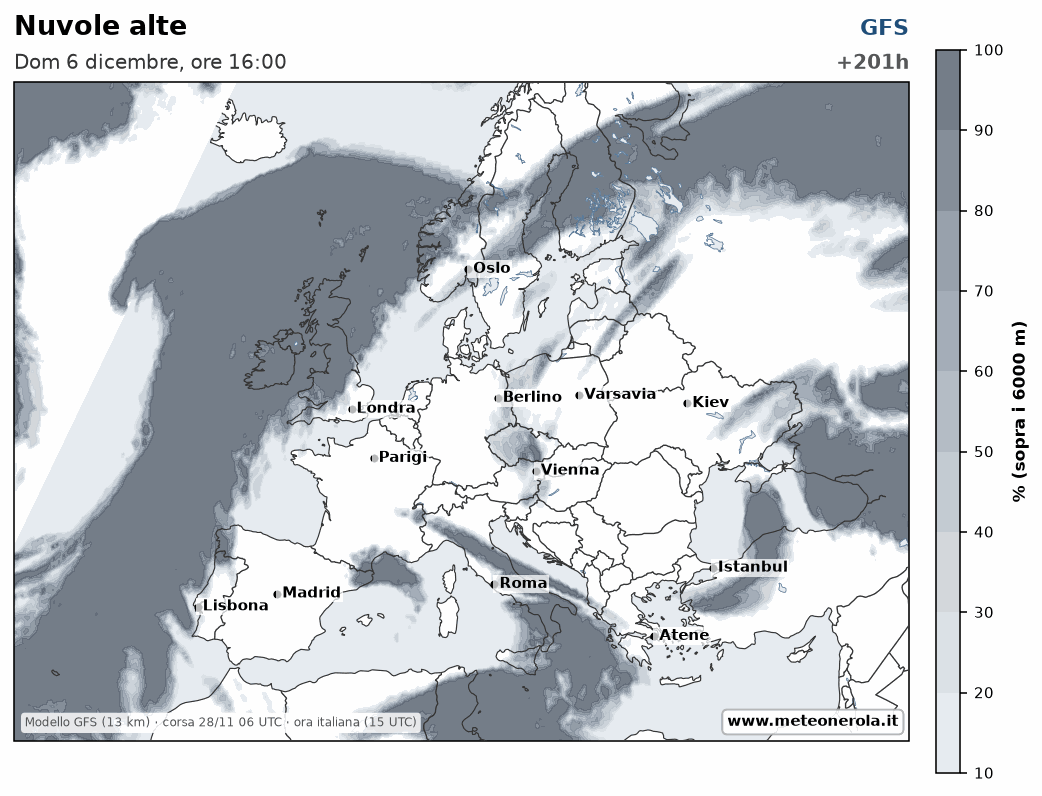 Nuvole alte
GFS
Dom 6 dicembre, ore 16:00
+201h
100
90
80
70
60
50
40
30
20
10
% (sopra i 6000 m)
Oslo
Berlino
Varsavia
Kiev
Londra
Parigi
Vienna
Istanbul
Roma
Madrid
Lisbona
Atene
Modello GFS (13 km) · corsa 28/11 06 UTC · ora italiana (15 UTC)
www.meteonerola.it